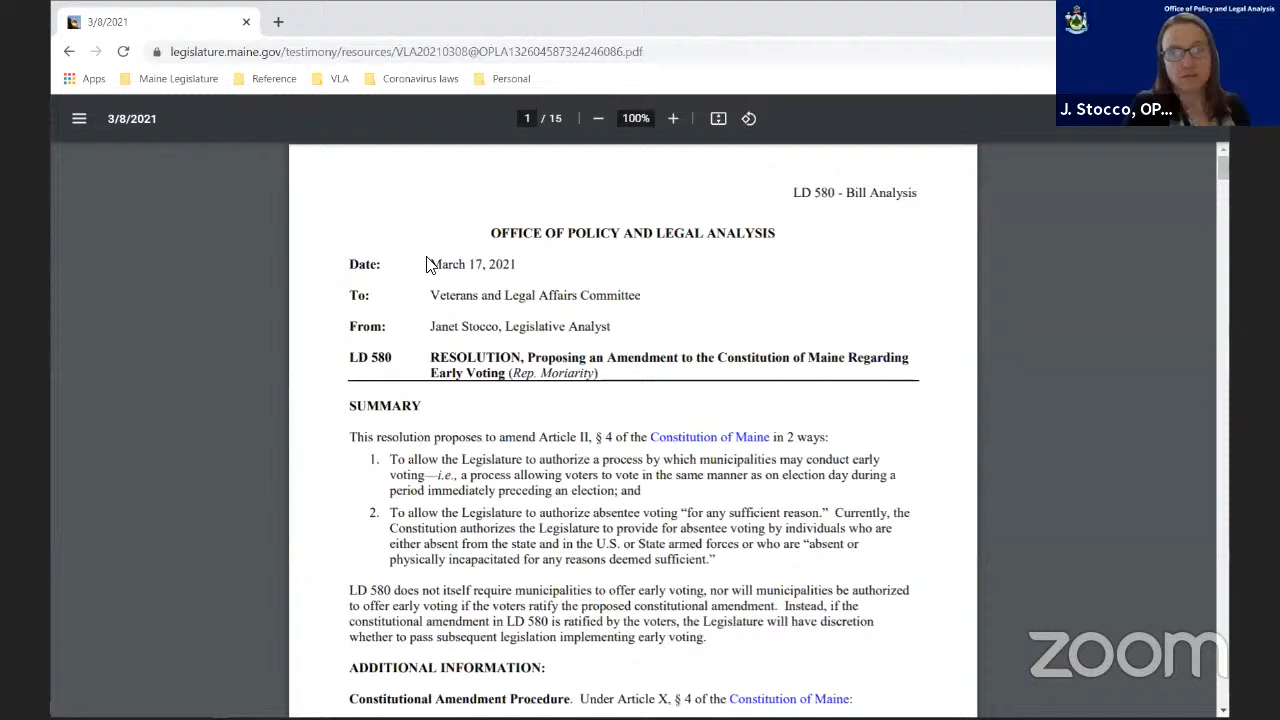 3/8/2021
legislature.maine.gov/testimony/resources/VLA20210308@OPLA132604587324246086.pdf
Apps Maine Legislature Reference VLA Coronavirus laws Personal
Office of Policy and Legal Analysis
J. Stocco, OP...
3/8/2021 1 / 15 — 100% +
LD 580 - Bill Analysis
OFFICE OF POLICY AND LEGAL ANALYSIS
Date: March 17, 2021
To: Veterans and Legal Affairs Committee
From: Janet Stocco, Legislative Analyst
LD 580 RESOLUTION, Proposing an Amendment to the Constitution of Maine Regarding
Early Voting (Rep. Moriarity)
SUMMARY
This resolution proposes to amend Article II, § 4 of the Constitution of Maine in 2 ways:
1. To allow the Legislature to authorize a process by which municipalities may conduct early
voting—i.e., a process allowing voters to vote in the same manner as on election day during a
period immediately preceding an election; and
2. To allow the Legislature to authorize absentee voting “for any sufficient reason.” Currently, the
Constitution authorizes the Legislature to provide for absentee voting by individuals who are
either absent from the state and in the U.S. or State armed forces or who are “absent or
physically incapacitated for any reasons deemed sufficient.”
LD 580 does not itself require municipalities to offer early voting, nor will municipalities be authorized
to offer early voting if the voters ratify the proposed constitutional amendment. Instead, if the
constitutional amendment in LD 580 is ratified by the voters, the Legislature will have discretion
whether to pass subsequent legislation implementing early voting.
ADDITIONAL INFORMATION:
Constitutional Amendment Procedure. Under Article X, § 4 of the Constitution of Maine:
zoom